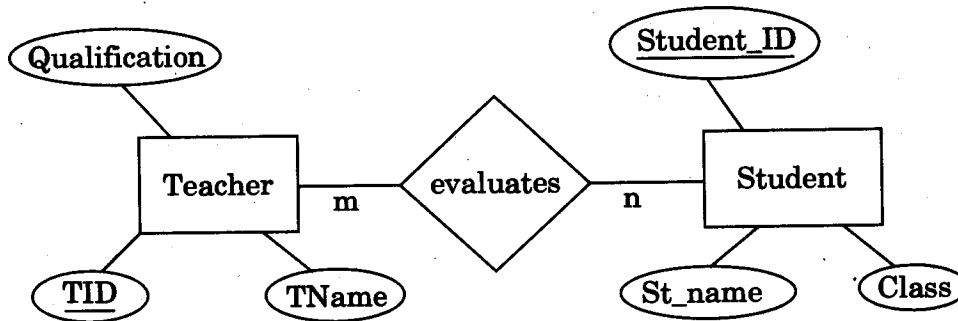 Qualification
Student_ID
Teacher
m
evaluates
n
Student
TID
TName
St_name
Class